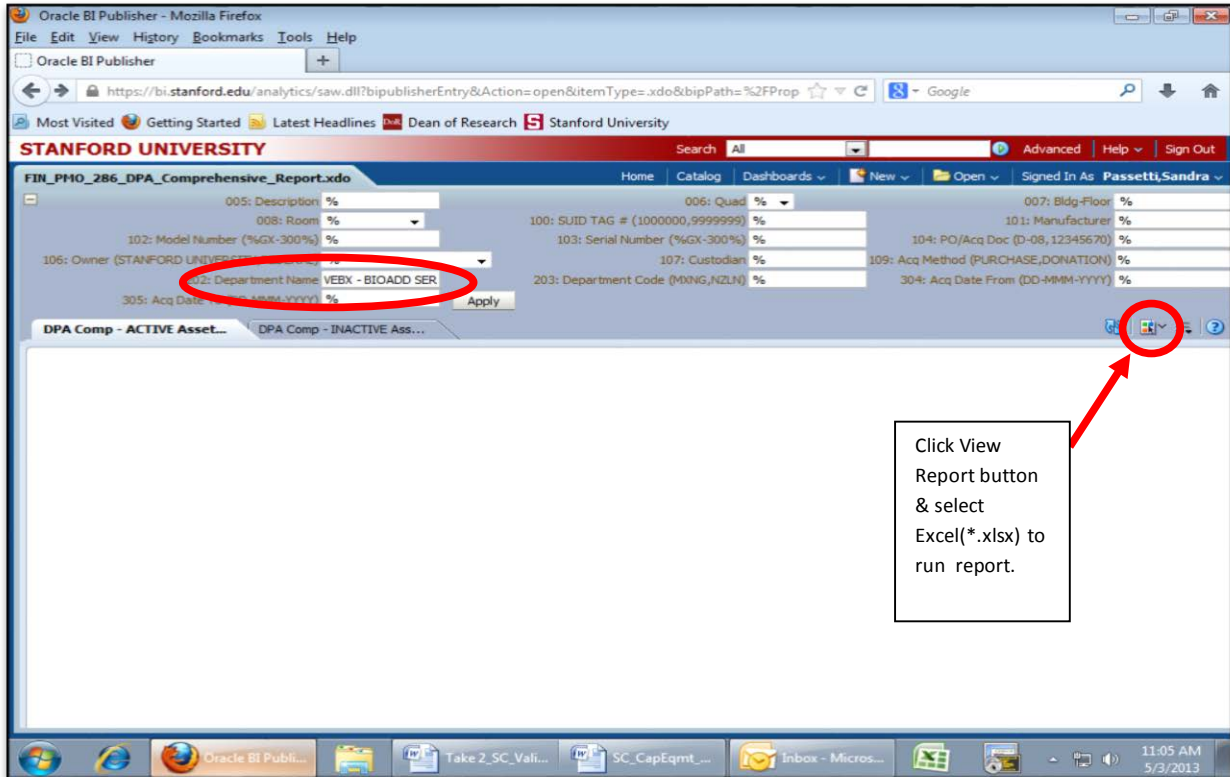 Oracle BI Publisher - Mozilla Firefox
File Edit View History Bookmarks Tools Help
Oracle BI Publisher +
https://bi.stanford.edu/analytics/saw.dll?bipublisherEntry&Action=open&itemType=.xdo&bipPath=%2FProp Google
Most Visited Getting Started Latest Headlines Dean of Research Stanford University
STANFORD UNIVERSITY Search All Advanced Help Sign Out
FIN_PMO_286_DPA_Comprehensive_Report.xdo Home Catalog Dashboards New Open Signed In As Passetti,Sandra
005: Description % 006: Quad % 007: Bldg-Floor %
008: Room % 100: SUID TAG # (1000000,9999999) % 101: Manufacturer %
102: Model Number (%GX-300%) % 103: Serial Number (%GX-300%) % 104: PO/Acq Doc (D-08,12345670) %
106: Owner (STANFORD % 107: Custodian % 109: Acq Method (PURCHASE,DONATION) %
202: Department Name VEBX - BIOADD SER 203: Department Code (MXNG,NZLN) % 304: Acq Date From (DD-MMM-YYYY) %
305: Acq Date % Apply
DPA Comp - ACTIVE Asset... DPA Comp - INACTIVE Ass...
Click View
Report button
& select
Excel(*.xlsx) to
run report.
Oracle BI Publi... Take 2_SC_Vali... SC_CapEqmt_... Inbox - Micros... 11:05 AM
5/3/2013